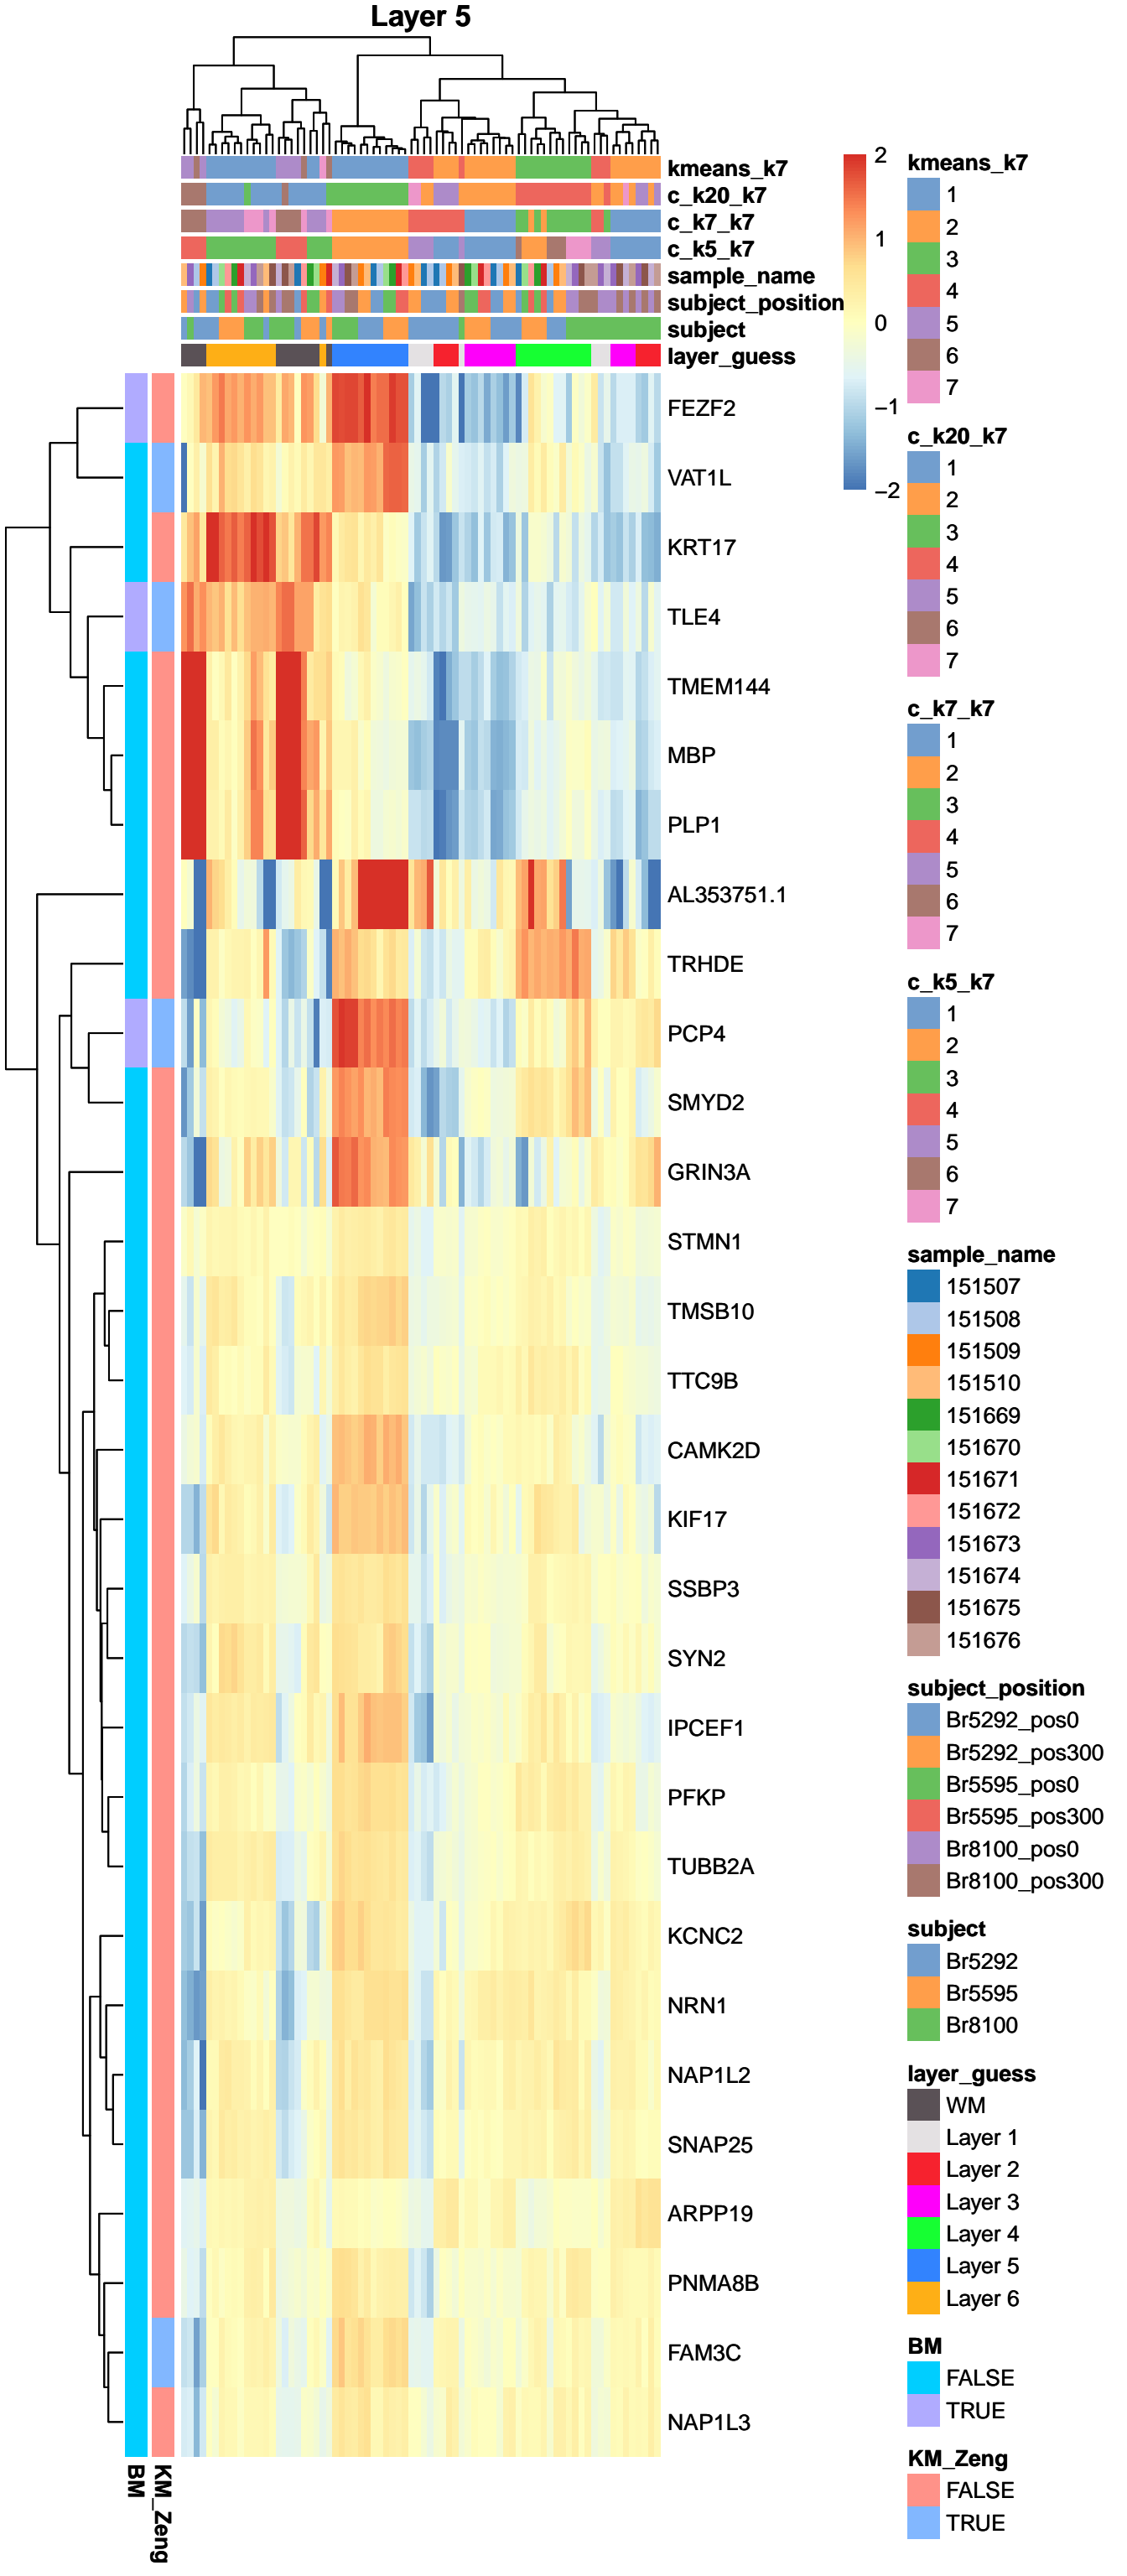 Layer 5
kmeans_k7
c_k20_k7
c_k7_k7
c_k5_k7
sample_name
subject_position
subject
layer_guess
FEZF2
VAT1L
KRT17
TLE4
TMEM144
MBP
PLP1
AL353751.1
TRHDE
PCP4
SMYD2
GRIN3A
STMN1
TMSB10
TTC9B
CAMK2D
KIF17
SSBP3
SYN2
IPCEF1
PFKP
TUBB2A
KCNC2
NRN1
NAP1L2
SNAP25
ARPP19
PNMA8B
FAM3C
NAP1L3
BM
KM_Zeng
2
1
0
−1
−2
kmeans_k7
1
2
3
4
5
6
7
c_k20_k7
1
2
3
4
5
6
7
c_k7_k7
1
2
3
4
5
6
7
c_k5_k7
1
2
3
4
5
6
7
sample_name
151507
151508
151509
151510
151669
151670
151671
151672
151673
151674
151675
151676
subject_position
Br5292_pos0
Br5292_pos300
Br5595_pos0
Br5595_pos300
Br8100_pos0
Br8100_pos300
subject
Br5292
Br5595
Br8100
layer_guess
WM
Layer 1
Layer 2
Layer 3
Layer 4
Layer 5
Layer 6
BM
FALSE
TRUE
KM_Zeng
FALSE
TRUE